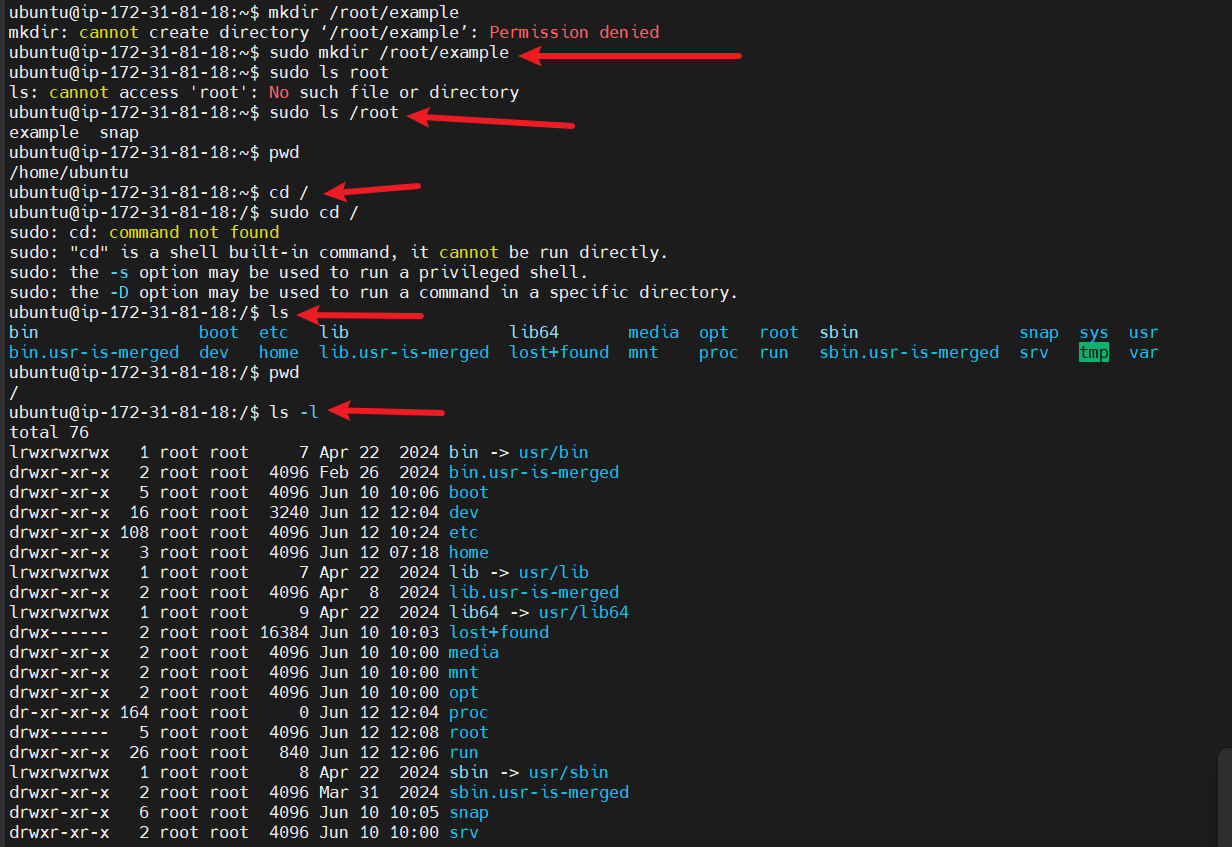 ubuntu@ip-172-31-81-18:~$ mkdir /root/example
mkdir: cannot create directory ‘/root/example’: Permission denied
ubuntu@ip-172-31-81-18:~$ sudo mkdir /root/example
ubuntu@ip-172-31-81-18:~$ sudo ls root
ls: cannot access 'root': No such file or directory
ubuntu@ip-172-31-81-18:~$ sudo ls /root
example  snap
ubuntu@ip-172-31-81-18:~$ pwd
/home/ubuntu
ubuntu@ip-172-31-81-18:~$ cd /
ubuntu@ip-172-31-81-18:/$ sudo cd /
sudo: cd: command not found
sudo: "cd" is a shell built-in command, it cannot be run directly.
sudo: the -s option may be used to run a privileged shell.
sudo: the -D option may be used to run a command in a specific directory.
ubuntu@ip-172-31-81-18:/$ ls
bin                boot  etc   lib                lib64       media  opt   root  sbin                snap  sys  usr
bin.usr-is-merged  dev   home  lib.usr-is-merged  lost+found  mnt    proc  run   sbin.usr-is-merged  srv   tmp  var
ubuntu@ip-172-31-81-18:/$ pwd
/
ubuntu@ip-172-31-81-18:/$ ls -l
total 76
lrwxrwxrwx   1 root root     7 Apr 22  2024 bin -> usr/bin
drwxr-xr-x   2 root root  4096 Feb 26  2024 bin.usr-is-merged
drwxr-xr-x   5 root root  4096 Jun 10 10:06 boot
drwxr-xr-x  16 root root  3240 Jun 12 12:04 dev
drwxr-xr-x 108 root root  4096 Jun 12 10:24 etc
drwxr-xr-x   3 root root  4096 Jun 12 07:18 home
lrwxrwxrwx   1 root root     7 Apr 22  2024 lib -> usr/lib
drwxr-xr-x   2 root root  4096 Apr  8  2024 lib.usr-is-merged
lrwxrwxrwx   1 root root     9 Apr 22  2024 lib64 -> usr/lib64
drwx------   2 root root 16384 Jun 10 10:03 lost+found
drwxr-xr-x   2 root root  4096 Jun 10 10:00 media
drwxr-xr-x   2 root root  4096 Jun 10 10:00 mnt
drwxr-xr-x   2 root root  4096 Jun 10 10:00 opt
dr-xr-xr-x 164 root root     0 Jun 12 12:04 proc
drwx------   5 root root  4096 Jun 12 12:08 root
drwxr-xr-x  26 root root   840 Jun 12 12:06 run
lrwxrwxrwx   1 root root     8 Apr 22  2024 sbin -> usr/sbin
drwxr-xr-x   2 root root  4096 Mar 31  2024 sbin.usr-is-merged
drwxr-xr-x   6 root root  4096 Jun 10 10:05 snap
drwxr-xr-x   2 root root  4096 Jun 10 10:00 srv